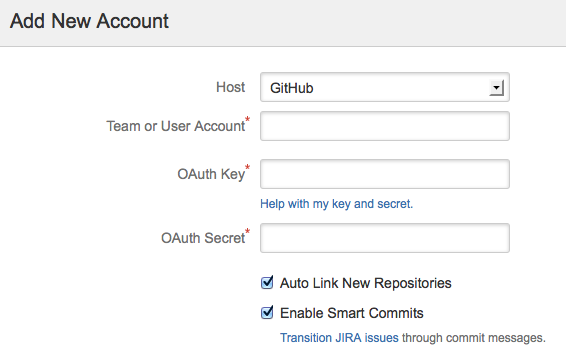 Add New Account
Host GitHub
Team or User Account*
OAuth Key*
Help with my key and secret.
OAuth Secret*
Auto Link New Repositories
Enable Smart Commits
Transition JIRA issues through commit messages.